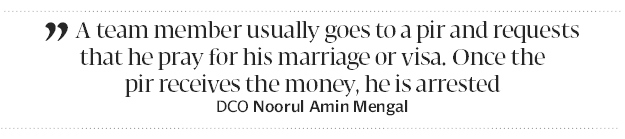 ” A team member usually goes to a pir and requests
that he pray for his marriage or visa. Once the
pir receives the money, he is arrested
DCO Noorul Amin Mengal